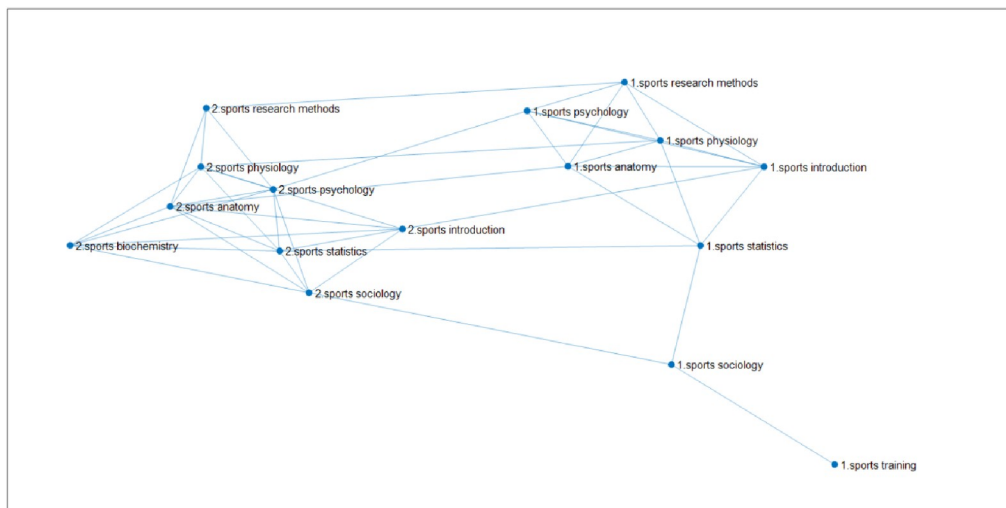 1.sports research methods
2.sports research methods
1.sports psychology
1.sports physiology
2.sports physiology
1.sports anatomy
1.sports introduction
2.sports psychology
2.sports anatomy
2.sports introduction
2.sports biochemistry
2.sports statistics
1.sports statistics
2.sports sociology
1.sports sociology
1.sports training